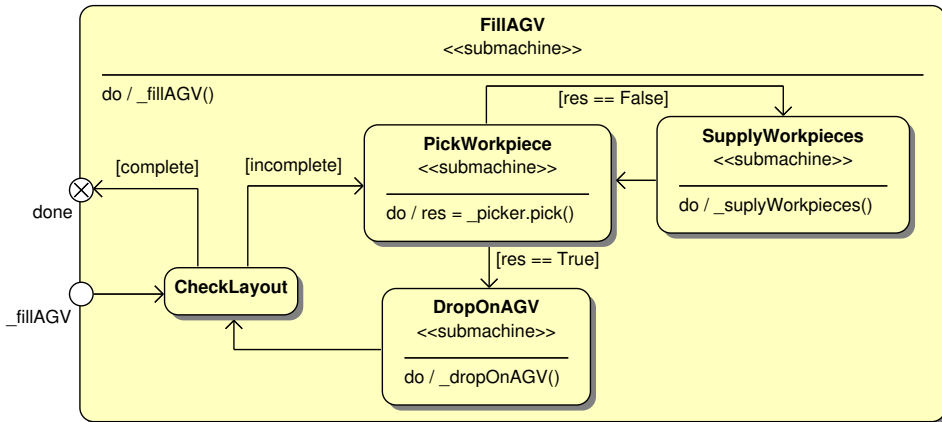 FillAGV
<<submachine>>
do / _fillAGV()
[res == False]
PickWorkpiece
<<submachine>>
do / res = _picker.pick()
SupplyWorkpieces
<<submachine>>
do / _suplyWorkpieces()
[complete]
[incomplete]
done
[res == True]
CheckLayout
_fillAGV
DropOnAGV
<<submachine>>
do / _dropOnAGV()